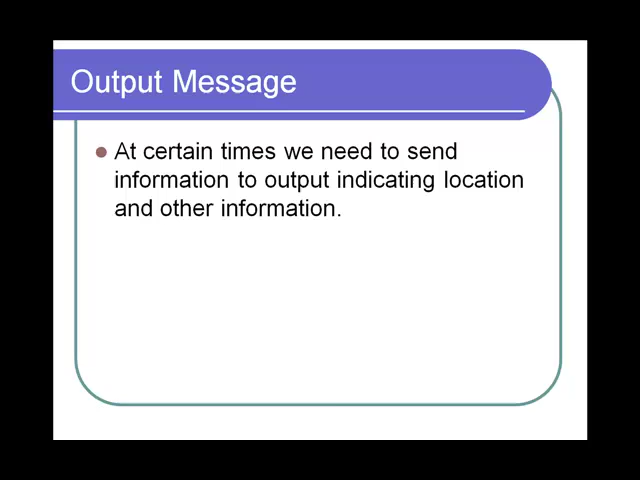 Output Message
At certain times we need to send
information to output indicating location
and other information.